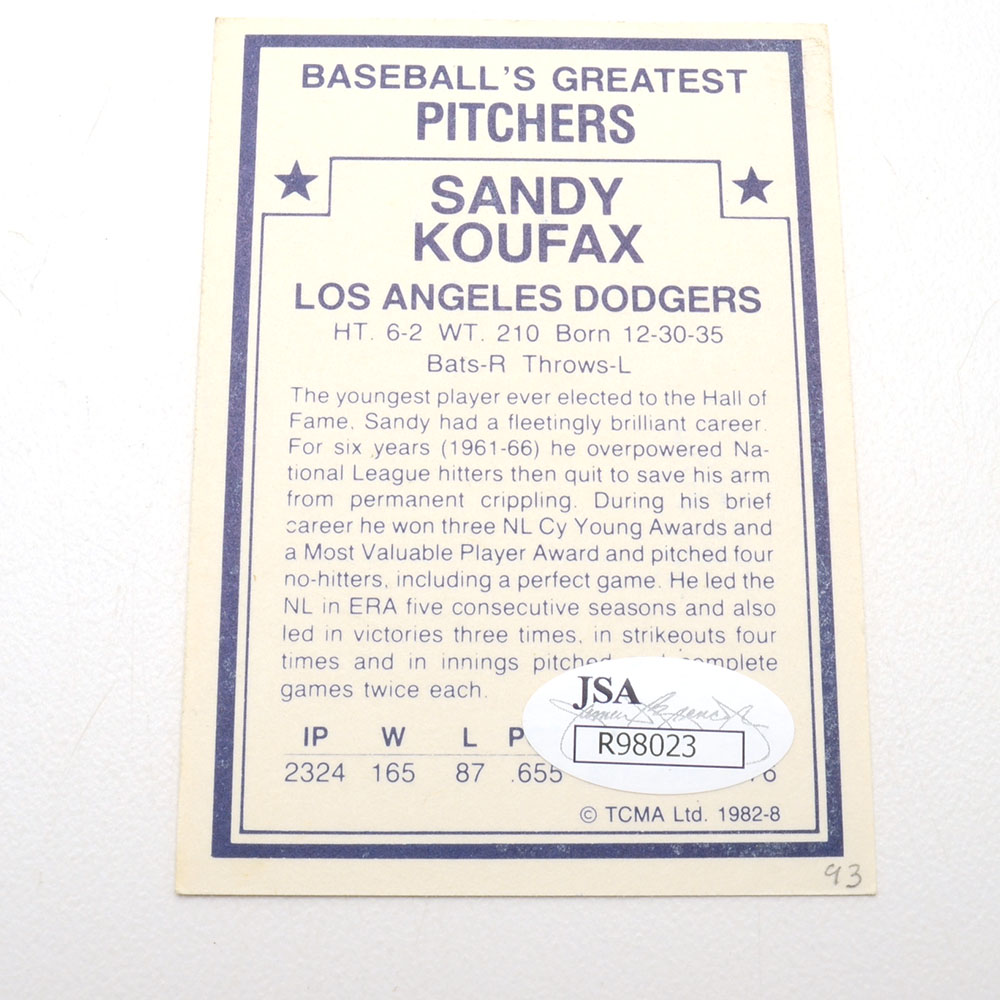 BASEBALL'S GREATEST
PITCHERS
SANDY
KOUFAX
LOS ANGELES DODGERS
HT. 6-2 WT. 210 Born 12-30-35
Bats-R Throws-L
The youngest player ever elected to the Hall of
Fame, Sandy had a fleetingly brilliant career.
For six years (1961-66) he overpowered Na-
tional League hitters then quit to save his arm
from permanent crippling. During his brief
career he won three NL Cy Young Awards and
a Most Valuable Player Award and pitched four
no-hitters, including a perfect game. He led the
NL in ERA five consecutive seasons and also
led in victories three times, in strikeouts four
times and in innings pitched complete
games twice each.
JSA
R98023
IP W L P
2324 165 87 .655 76
© TCMA Ltd. 1982-8
93